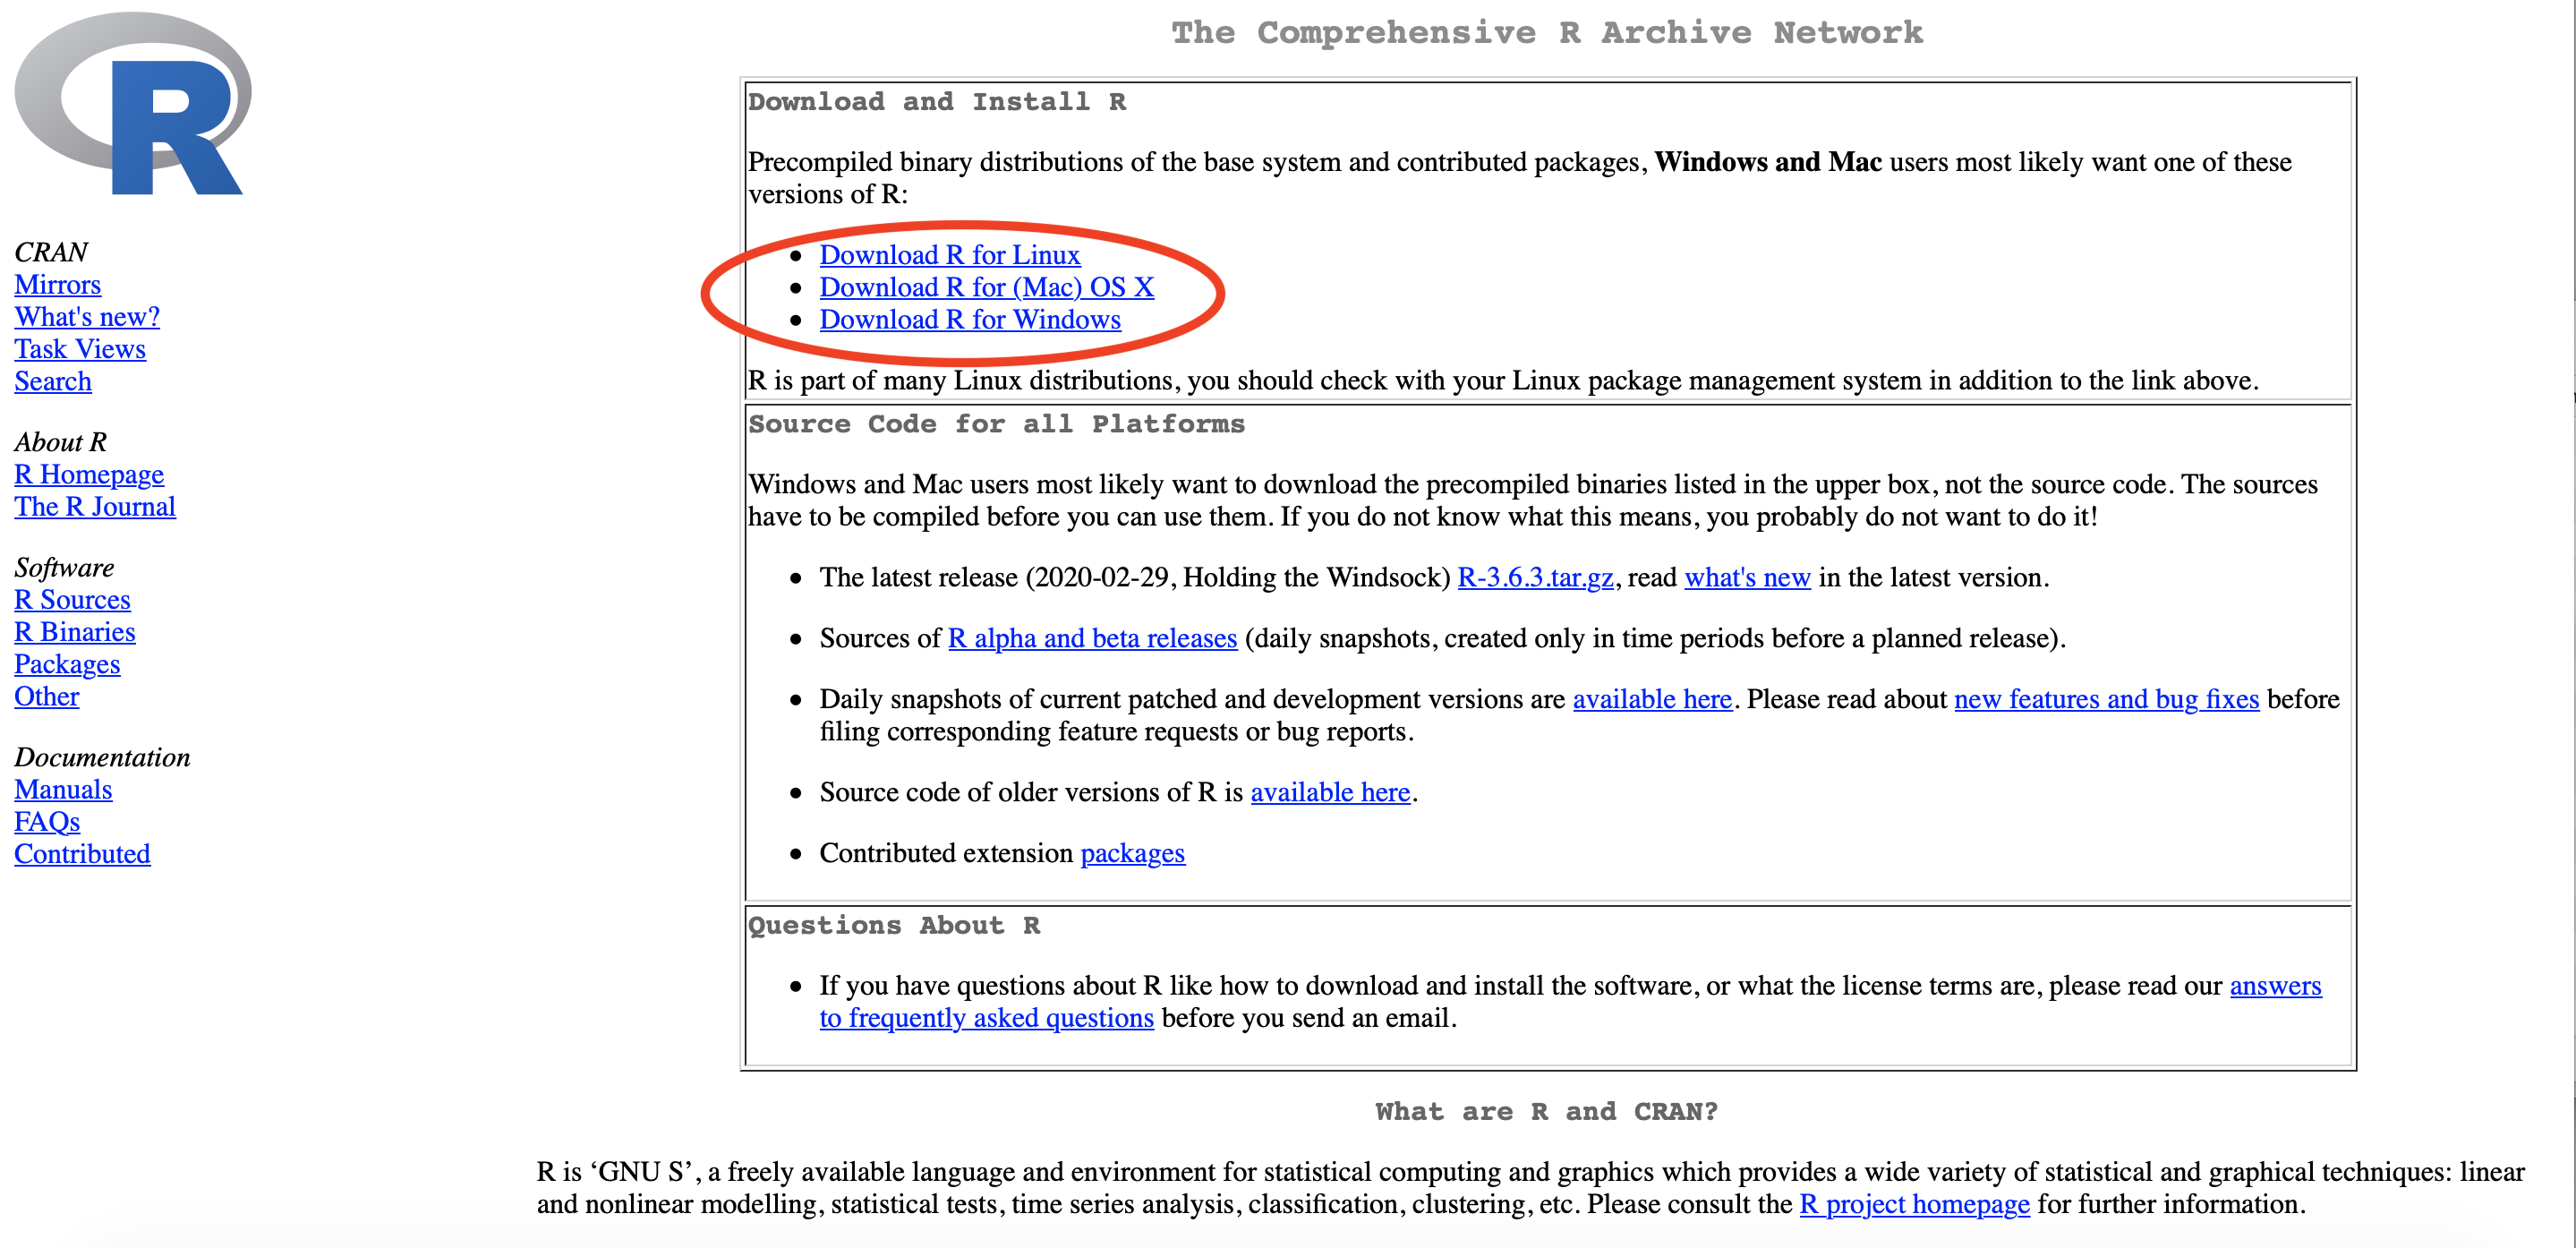 R
CRAN
Mirrors
What's new?
Task Views
Search
About R
R Homepage
The R Journal
Software
R Sources
R Binaries
Packages
Other
Documentation
Manuals
FAQs
Contributed
The Comprehensive R Archive Network
Download and Install R
Precompiled binary distributions of the base system and contributed packages, Windows and Mac users most likely want one of these
versions of R:
Download R for Linux
Download R for (Mac) OS X
Download R for Windows
R is part of many Linux distributions, you should check with your Linux package management system in addition to the link above.
Source Code for all Platforms
Windows and Mac users most likely want to download the precompiled binaries listed in the upper box, not the source code. The sources
have to be compiled before you can use them. If you do not know what this means, you probably do not want to do it!
The latest release (2020-02-29, Holding the Windsock) R-3.6.3.tar.gz, read what's new in the latest version.
Sources of R alpha and beta releases (daily snapshots, created only in time periods before a planned release).
Daily snapshots of current patched and development versions are available here. Please read about new features and bug fixes before
filing corresponding feature requests or bug reports.
Source code of older versions of R is available here.
Contributed extension packages
Questions About R
If you have questions about R like how to download and install the software, or what the license terms are, please read our answers
to frequently asked questions before you send an email.
What are R and CRAN?
R is ‘GNU S’, a freely available language and environment for statistical computing and graphics which provides a wide variety of statistical and graphical techniques: linear
and nonlinear modelling, statistical tests, time series analysis, classification, clustering, etc. Please consult the R project homepage for further information.